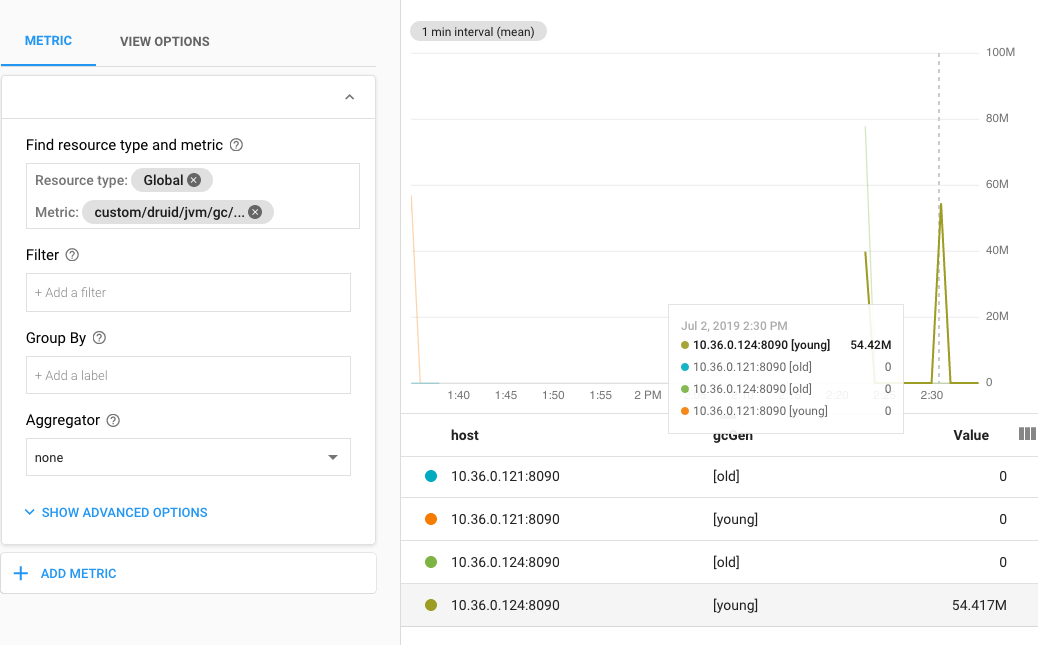 METRIC VIEW OPTIONS
Find resource type and metric
Resource type: Global
Metric: custom/druid/jvm/gc/...
Filter
+ Add a filter
Group By
+ Add a label
Aggregator
none
SHOW ADVANCED OPTIONS
ADD METRIC
1 min interval (mean)
100M
80M
60M
40M
20M
0
1:40 1:45 1:50 1:55 2 PM 2:20 2:30
Jul 2, 2019 2:30 PM
10.36.0.124:8090 [young] 54.42M
10.36.0.121:8090 [old] 0
10.36.0.124:8090 [old] 0
10.36.0.121:8090 [young] 0
host gcGen Value
10.36.0.121:8090 [old] 0
10.36.0.121:8090 [young] 0
10.36.0.124:8090 [old] 0
10.36.0.124:8090 [young] 54.417M